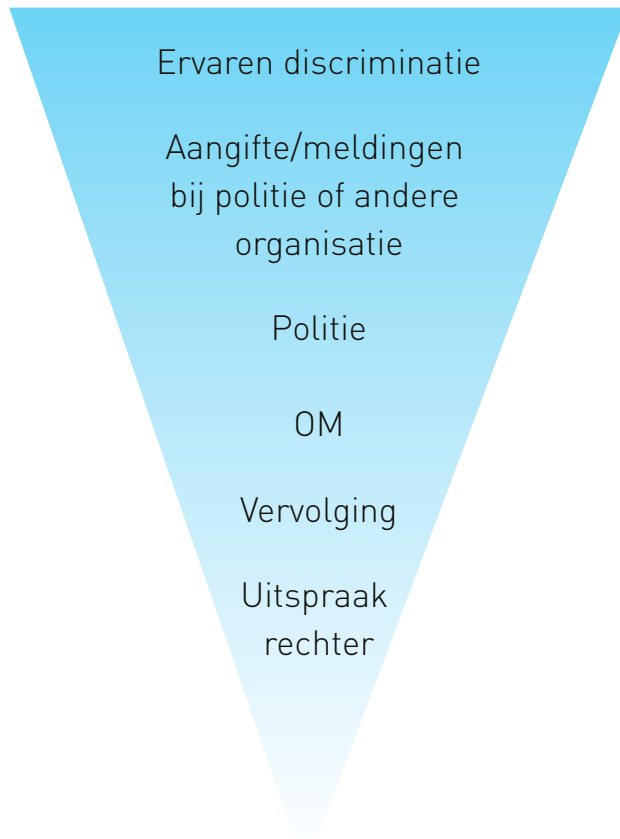 Ervaren discriminatie
Aangifte/meldingen
bij politie of andere
organisatie
Politie
OM
Vervolging
Uitspraak
rechter